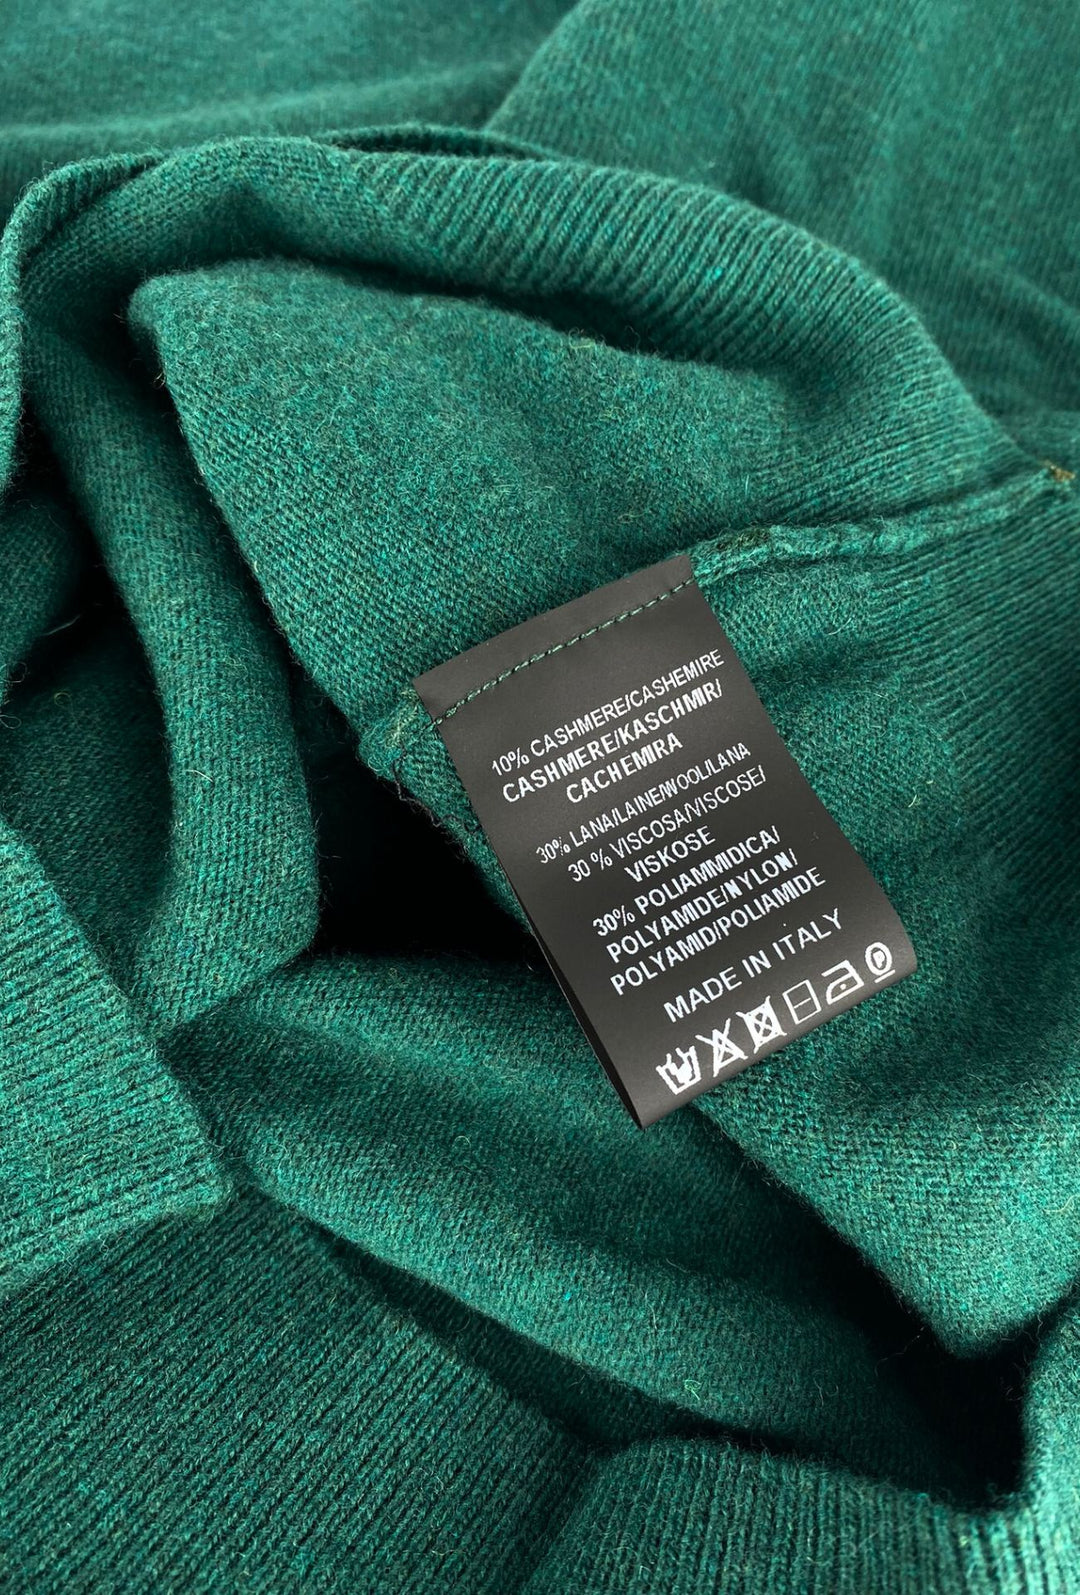 10% CASHMERE/CASHEMIRE
CASHMERE/KASCHMIR/
CACHEMIRA
30% LANA/LAINE/WOOL/LANA
30 % VISCOSA/VISCOSE/
VISKOSE
30% POLIAMMIDICA/
POLYAMIDE/NYLON/
POLYAMID/POLIAMIDE
MADE IN ITALY
P